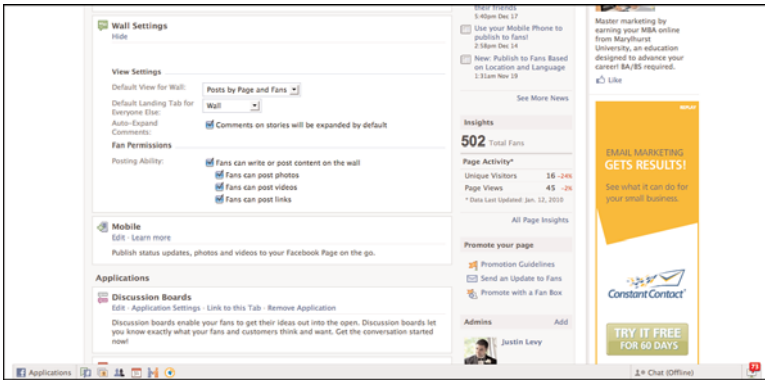 Wall Settings
Hide
View Settings
Default View for Wall: Posts by Page and Fans
Default Landing Tab for
Everyone Else: Wall
Auto-Expand
Comments: Comments on stories will be expanded by default
Fan Permissions
Posting Ability: Fans can write or post content on the wall
Fans can post photos
Fans can post videos
Fans can post links
Mobile
Edit · Learn more
Publish status updates, photos and videos to your Facebook Page on the go.
Applications
Discussion Boards
Edit · Application Settings · Link to this Tab · Remove Application
Discussion boards enable your fans to get their ideas out into the open. Discussion boards let
you know exactly what your fans and customers think and want. Get the conversation started
now!
their friends
5:40pm Dec 17
Use your Mobile Phone to
publish to fans!
2:58pm Dec 14
New: Publish to Fans Based
on Location and Language
1:31am Nov 19
See More News
Insights
502 Total Fans
Page Activity*
Unique Visitors 16 -24%
Page Views 45 -2%
* Data Last Updated: Jan. 12, 2010
All Page Insights
Promote your page
Promotion Guidelines
Send an Update to Fans
Promote with a Fan Box
Admins Add
Justin Levy
Master marketing by
earning your MBA online
from Marylhurst
University, an education
designed to advance your
career! BA/BS required.
Like
REPLAY
EMAIL MARKETING
GETS RESULTS!
See what it can do for
your small business.
Constant Contact®
TRY IT FREE
FOR 60 DAYS
Applications
Chat (Offline)
73